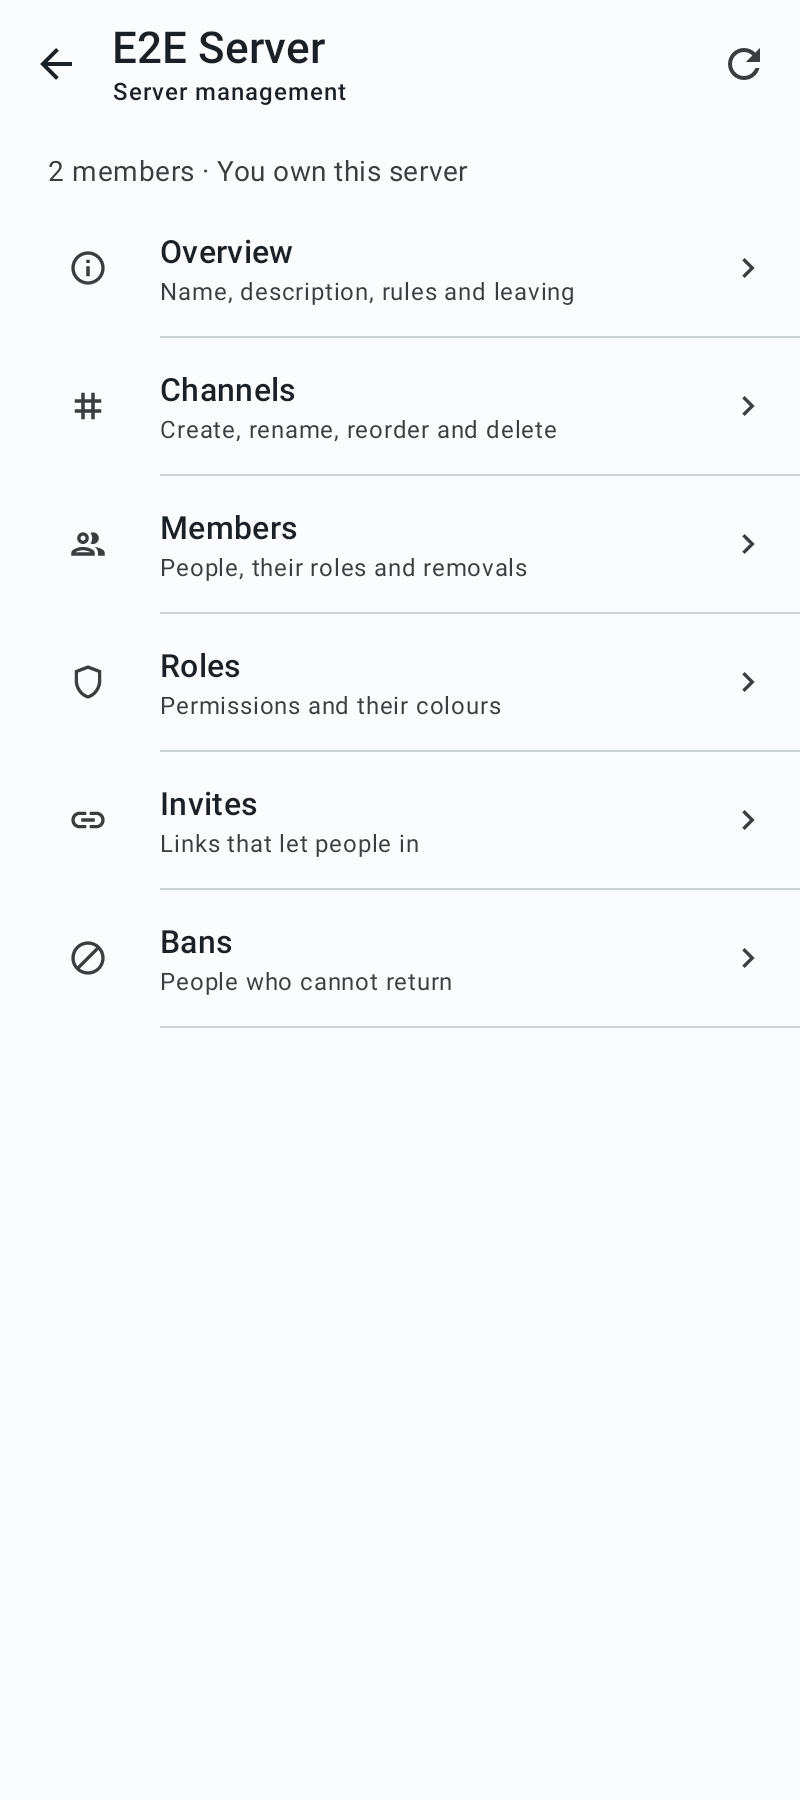 E2E Server
Server management
2 members · You own this server
Overview
Name, description, rules and leaving
Channels
Create, rename, reorder and delete
Members
People, their roles and removals
Roles
Permissions and their colours
Invites
Links that let people in
Bans
People who cannot return